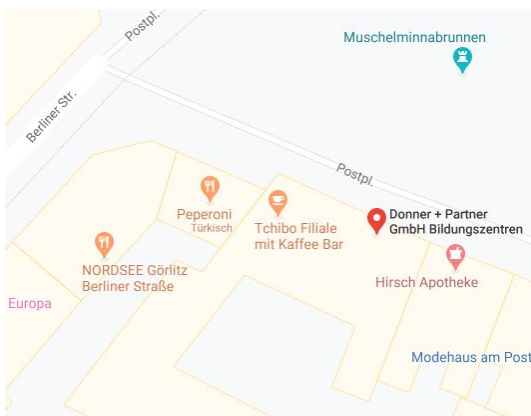 Postpl.
Muschelminnabrunnen
Berliner Str.
Postpl.
Peperoni
Türkisch
Tchibo Filiale
mit Kaffee Bar
Donner + Partner
GmbH Bildungszentren
NORDSEE Görlitz
Berliner Straße
Hirsch Apotheke
Europa
Modehaus am Post